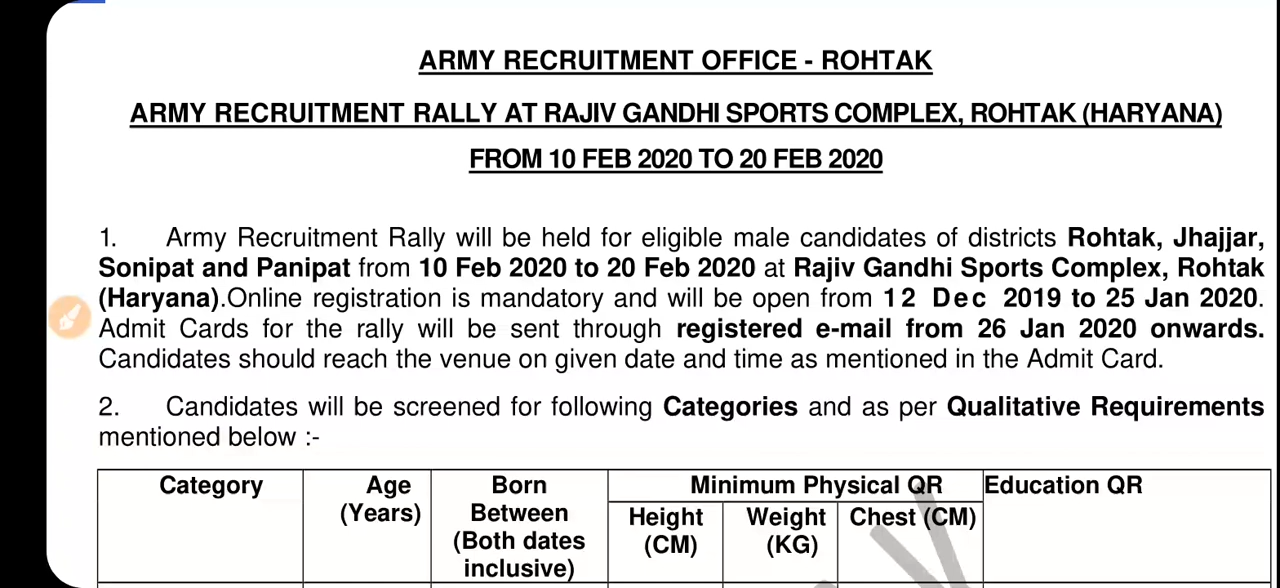 ARMY RECRUITMENT OFFICE - ROHTAK
ARMY RECRUITMENT RALLY AT RAJIV GANDHI SPORTS COMPLEX, ROHTAK (HARYANA)
FROM 10 FEB 2020 TO 20 FEB 2020
1. Army Recruitment Rally will be held for eligible male candidates of districts Rohtak, Jhajjar,
Sonipat and Panipat from 10 Feb 2020 to 20 Feb 2020 at Rajiv Gandhi Sports Complex, Rohtak
(Haryana).Online registration is mandatory and will be open from 12 Dec 2019 to 25 Jan 2020.
Admit Cards for the rally will be sent through registered e-mail from 26 Jan 2020 onwards.
Candidates should reach the venue on given date and time as mentioned in the Admit Card.
2. Candidates will be screened for following Categories and as per Qualitative Requirements
mentioned below :-
Category
Age
(Years)
Born
Between
(Both dates
inclusive)
Minimum Physical QR
Height
(CM)
Weight
(KG)
Chest (CM)
Education QR